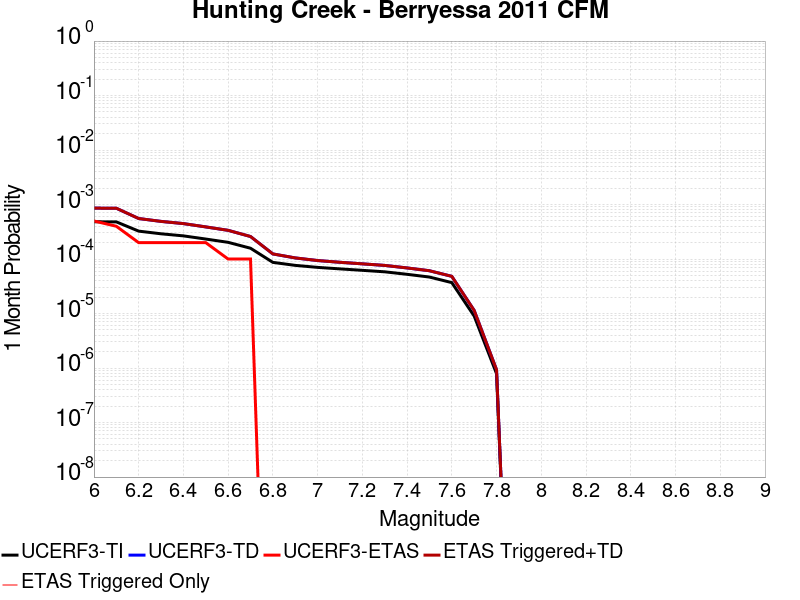 Hunting Creek - Berryessa 2011 CFM
10^0
10^-1
10^-2
10^-3
10^-4
10^-5
10^-6
10^-7
10^-8
1 Month Probability
6 6.2 6.4 6.6 6.8 7 7.2 7.4 7.6 7.8 8 8.2 8.4 8.6 8.8 9
Magnitude
UCERF3-TI UCERF3-TD UCERF3-ETAS ETAS Triggered+TD
ETAS Triggered Only